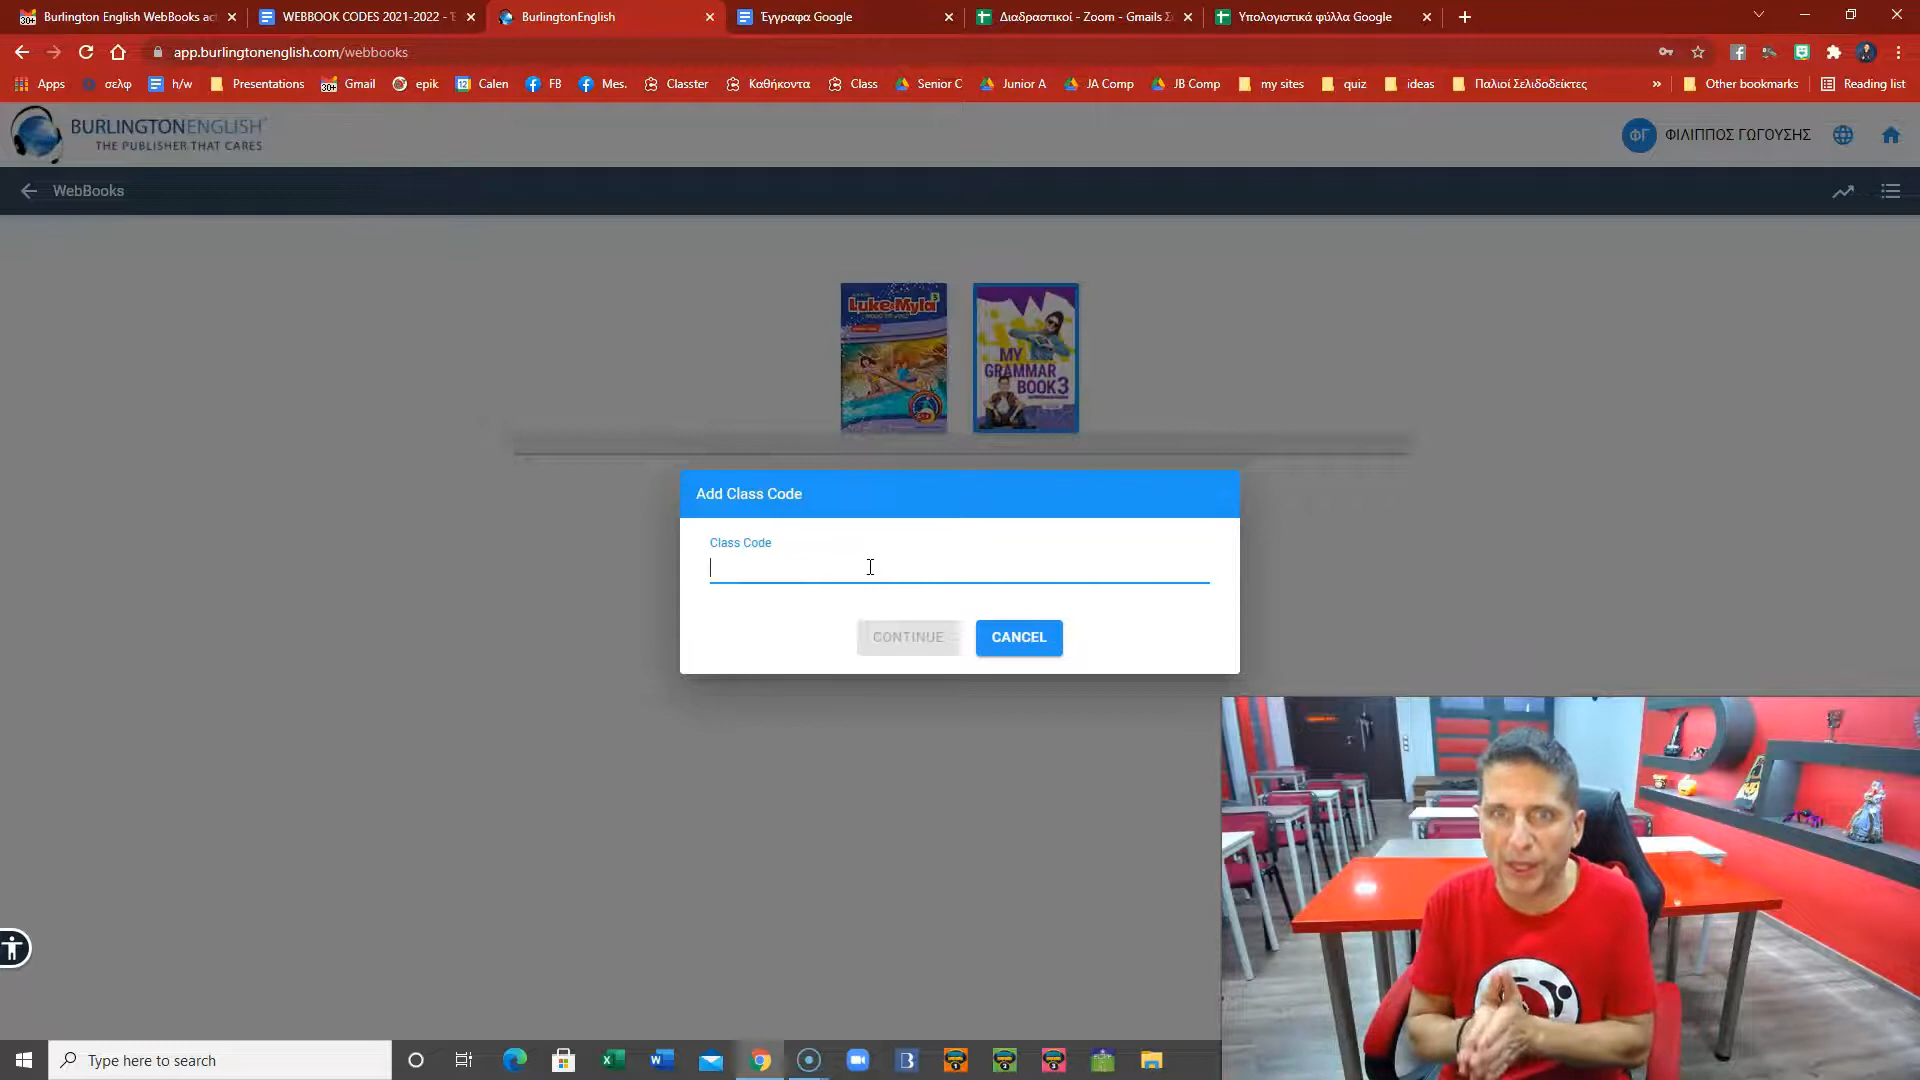 Burlington English WebBooks ac
WEBBOOK CODES 2021-2022 - Έ
BurlingtonEnglish
Έγγραφα Google
Διαδραστικοί - Zoom - Gmails Σ
Υπολογιστικά φύλλα Google
app.burlingtonenglish.com/webbooks
Apps
σελφ
h/w
Presentations
Gmail
epik
Calen
FB
Mes.
Classter
Καθήκοντα
Class
Senior C
Junior A
JA Comp
JB Comp
my sites
quiz
ideas
Παλιοί Σελιδοδείκτες
Other bookmarks
Reading list
BURLINGTONENGLISH
THE PUBLISHER THAT CARES
ΦΓ
ΦΙΛΙΠΠΟΣ ΓΩΓΟΥΣΗΣ
WebBooks
Luke & Myla 3
MY
GRAMMAR
BOOK 3
Add Class Code
Class Code
CONTINUE
CANCEL
Type here to search